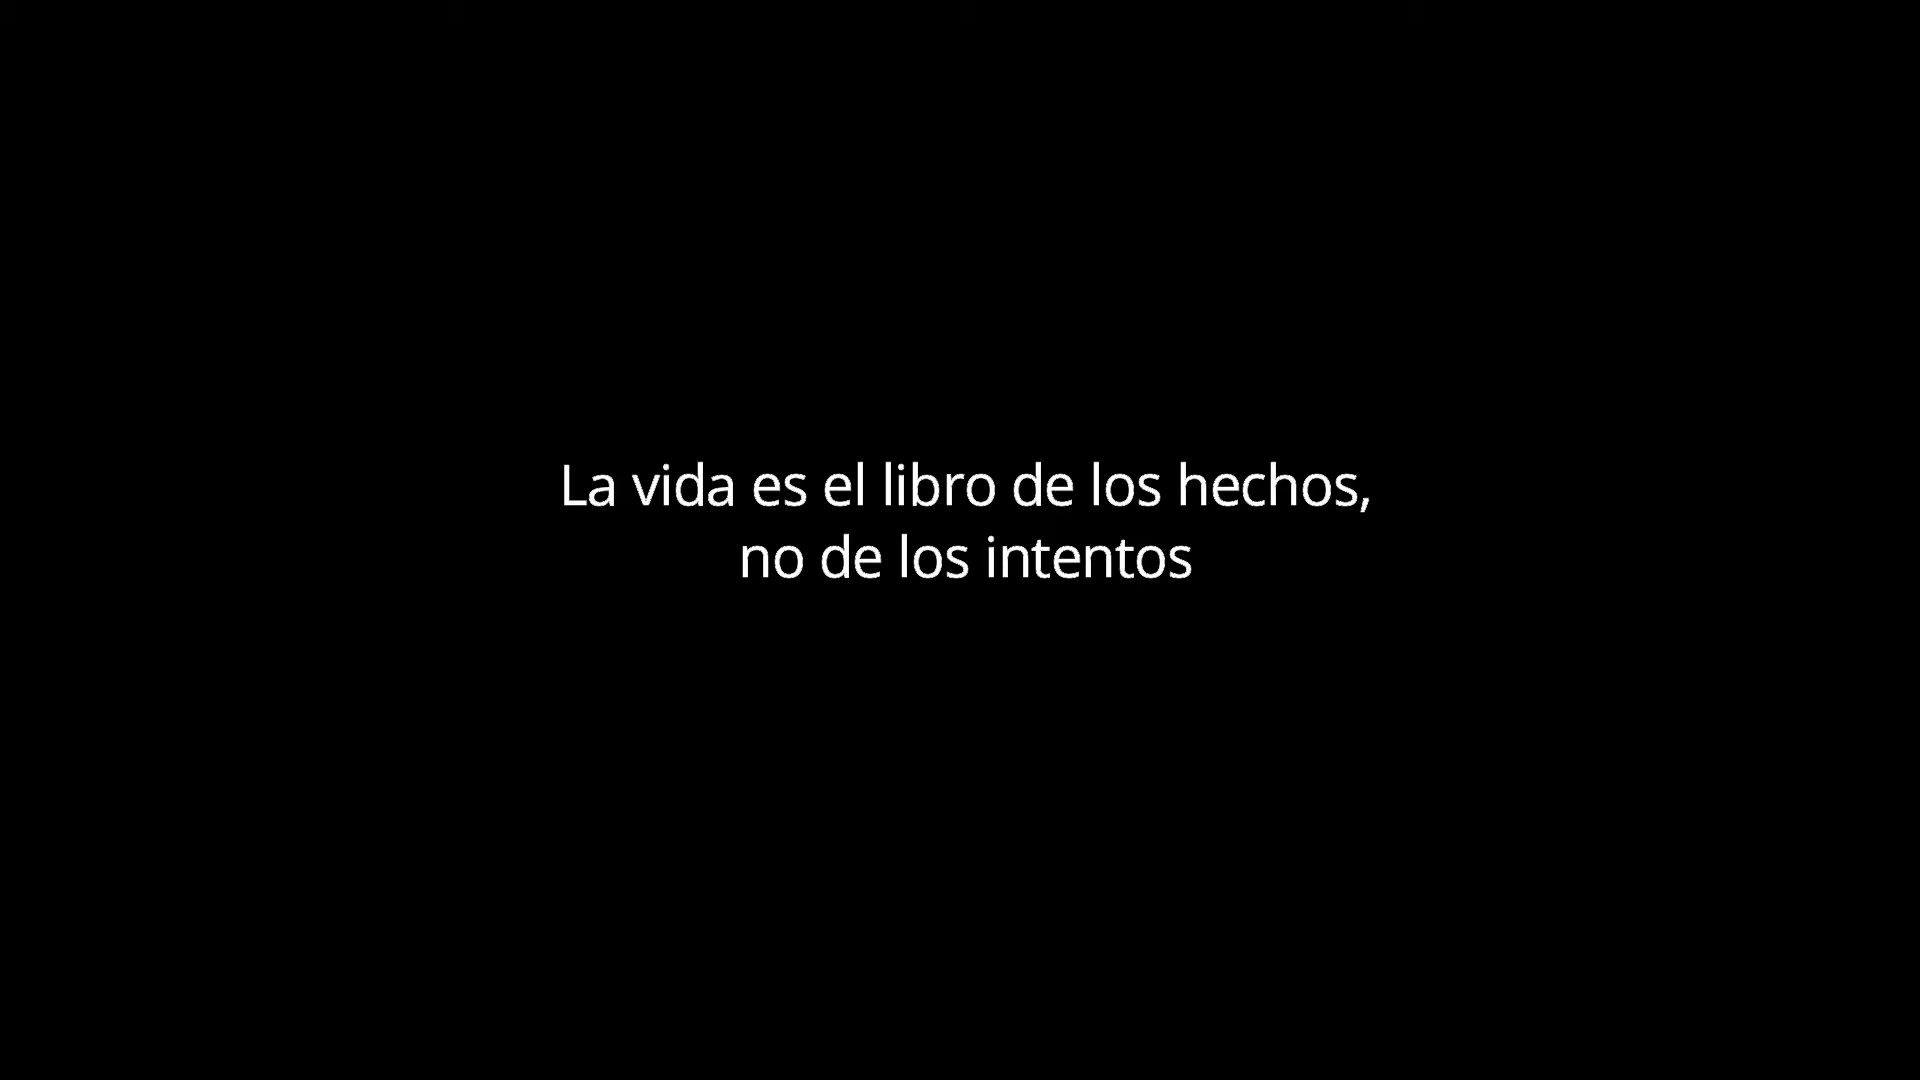 La vida es el libro de los hechos,
no de los intentos